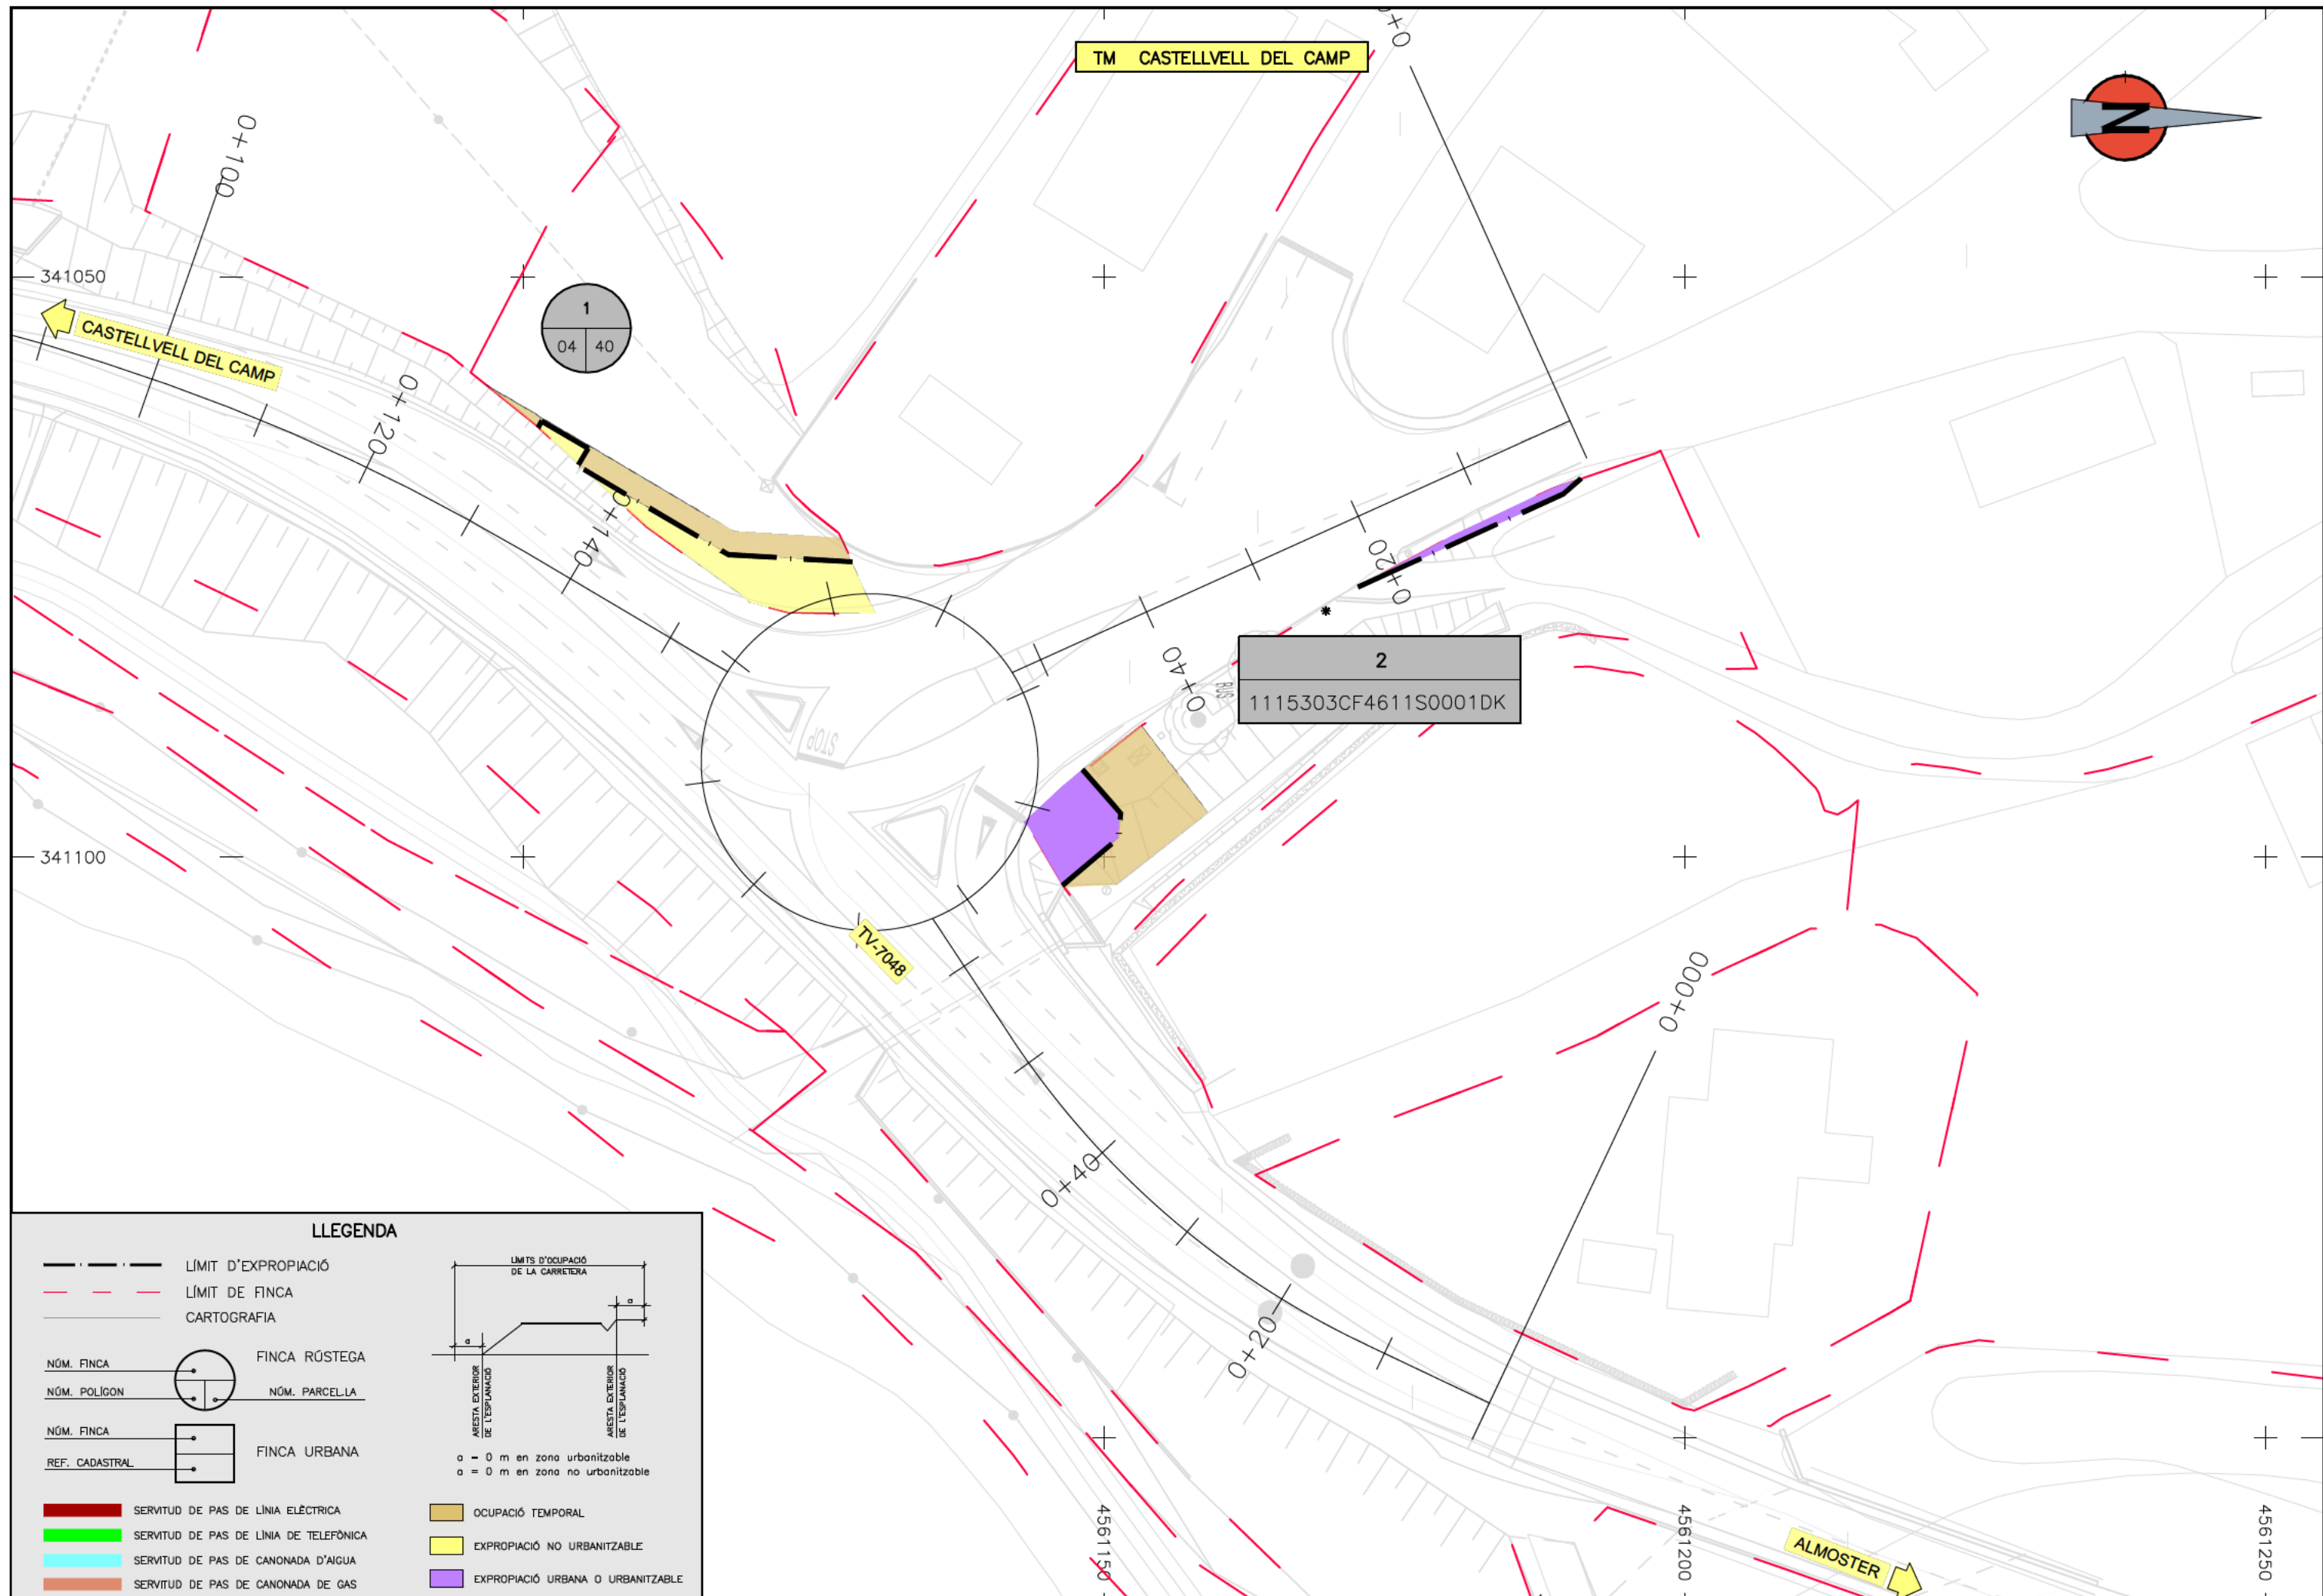 0+0
TM CASTELLVELL DEL CAMP
N
0+100
341050
1
04 40
CASTELLVELL DEL CAMP
0+120
0+140
0+20
0+40
BUS
2
1115303CF4611S0001DK
STOP
341100
TV-7048
0+000
0+40
0+20
ALMOSTER
4561150
4561200
4561250
LLEGENDA
LÍMIT D'EXPROPIACIÓ
LÍMIT DE FINCA
CARTOGRAFIA
NÚM. FINCA
FINCA RÚSTEGA
NÚM. POLÍGON
NÚM. PARCEL.LA
NÚM. FINCA
FINCA URBANA
REF. CADASTRAL
LÍMITS D'OCUPACIÓ
DE LA CARRETERA
a
a
ARESTA EXTERIOR
DE L'ESPLANACIÓ
ARESTA EXTERIOR
DE L'ESPLANACIÓ
a = 0 m en zona urbanitzable
a = 0 m en zona no urbanitzable
SERVITUD DE PAS DE LÍNIA ELÈCTRICA
SERVITUD DE PAS DE LÍNIA DE TELEFÒNICA
SERVITUD DE PAS DE CANONADA D'AIGUA
SERVITUD DE PAS DE CANONADA DE GAS
OCUPACIÓ TEMPORAL
EXPROPIACIÓ NO URBANITZABLE
EXPROPIACIÓ URBANA O URBANITZABLE